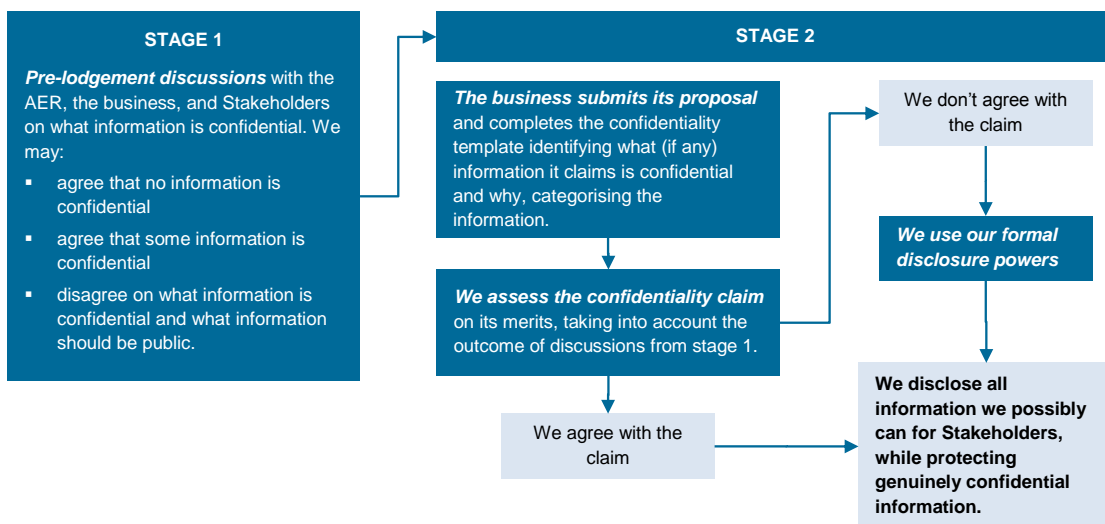 STAGE 1
Pre-lodgement discussions with the
AER, the business, and Stakeholders
on what information is confidential. We
may:
▪ agree that no information is
confidential
▪ agree that some information is
confidential
▪ disagree on what information is
confidential and what information
should be public.
STAGE 2
The business submits its proposal
and completes the confidentiality
template identifying what (if any)
information it claims is confidential
and why, categorising the
information.
We assess the confidentiality claim
on its merits, taking into account the
outcome of discussions from stage 1.
We agree with the
claim
We don’t agree with
the claim
We use our formal
disclosure powers
We disclose all
information we possibly
can for Stakeholders,
while protecting
genuinely confidential
information.